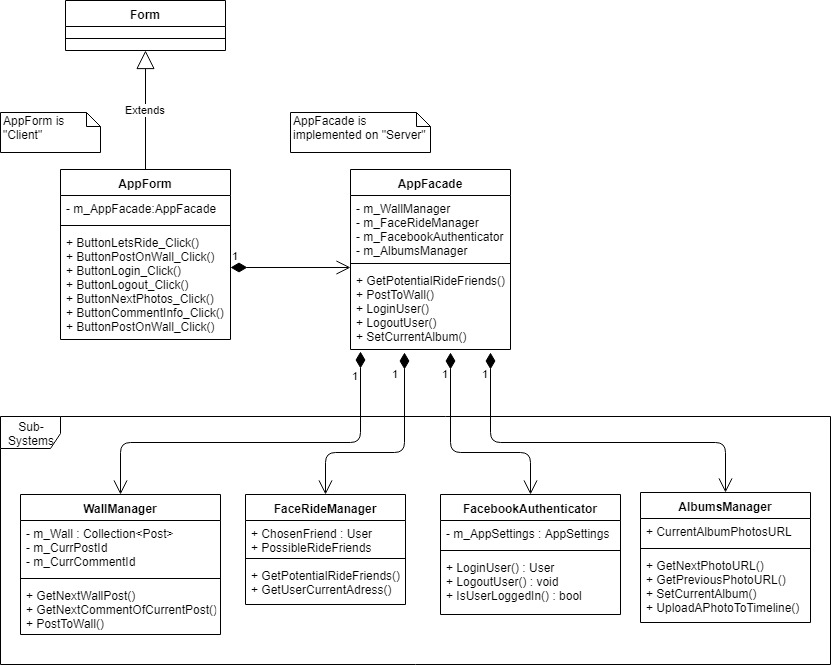 Form
Extends
AppForm is
"Client"
AppFacade is
implemented on "Server"
AppForm
- m_AppFacade:AppFacade
+ ButtonLetsRide_Click()
+ ButtonPostOnWall_Click()
+ ButtonLogin_Click()
+ ButtonLogout_Click()
+ ButtonNextPhotos_Click()
+ ButtonCommentInfo_Click()
+ ButtonPostOnWall_Click()
1
AppFacade
- m_WallManager
- m_FaceRideManager
- m_FacebookAuthenticator
- m_AlbumsManager
+ GetPotentialRideFriends()
+ PostToWall()
+ LoginUser()
+ LogoutUser()
+ SetCurrentAlbum()
1
1
1
1
Sub-
Systems
WallManager
- m_Wall : Collection<Post>
- m_CurrPostId
- m_CurrCommentId
+ GetNextWallPost()
+ GetNextCommentOfCurrentPost()
+ PostToWall()
FaceRideManager
+ ChosenFriend : User
+ PossibleRideFriends
+ GetPotentialRideFriends()
+ GetUserCurrentAdress()
FacebookAuthenticator
- m_AppSettings : AppSettings
+ LoginUser() : User
+ LogoutUser() : void
+ IsUserLoggedIn() : bool
AlbumsManager
+ CurrentAlbumPhotosURL
+ GetNextPhotoURL()
+ GetPreviousPhotoURL()
+ SetCurrentAlbum()
+ UploadAPhotoToTimeline()